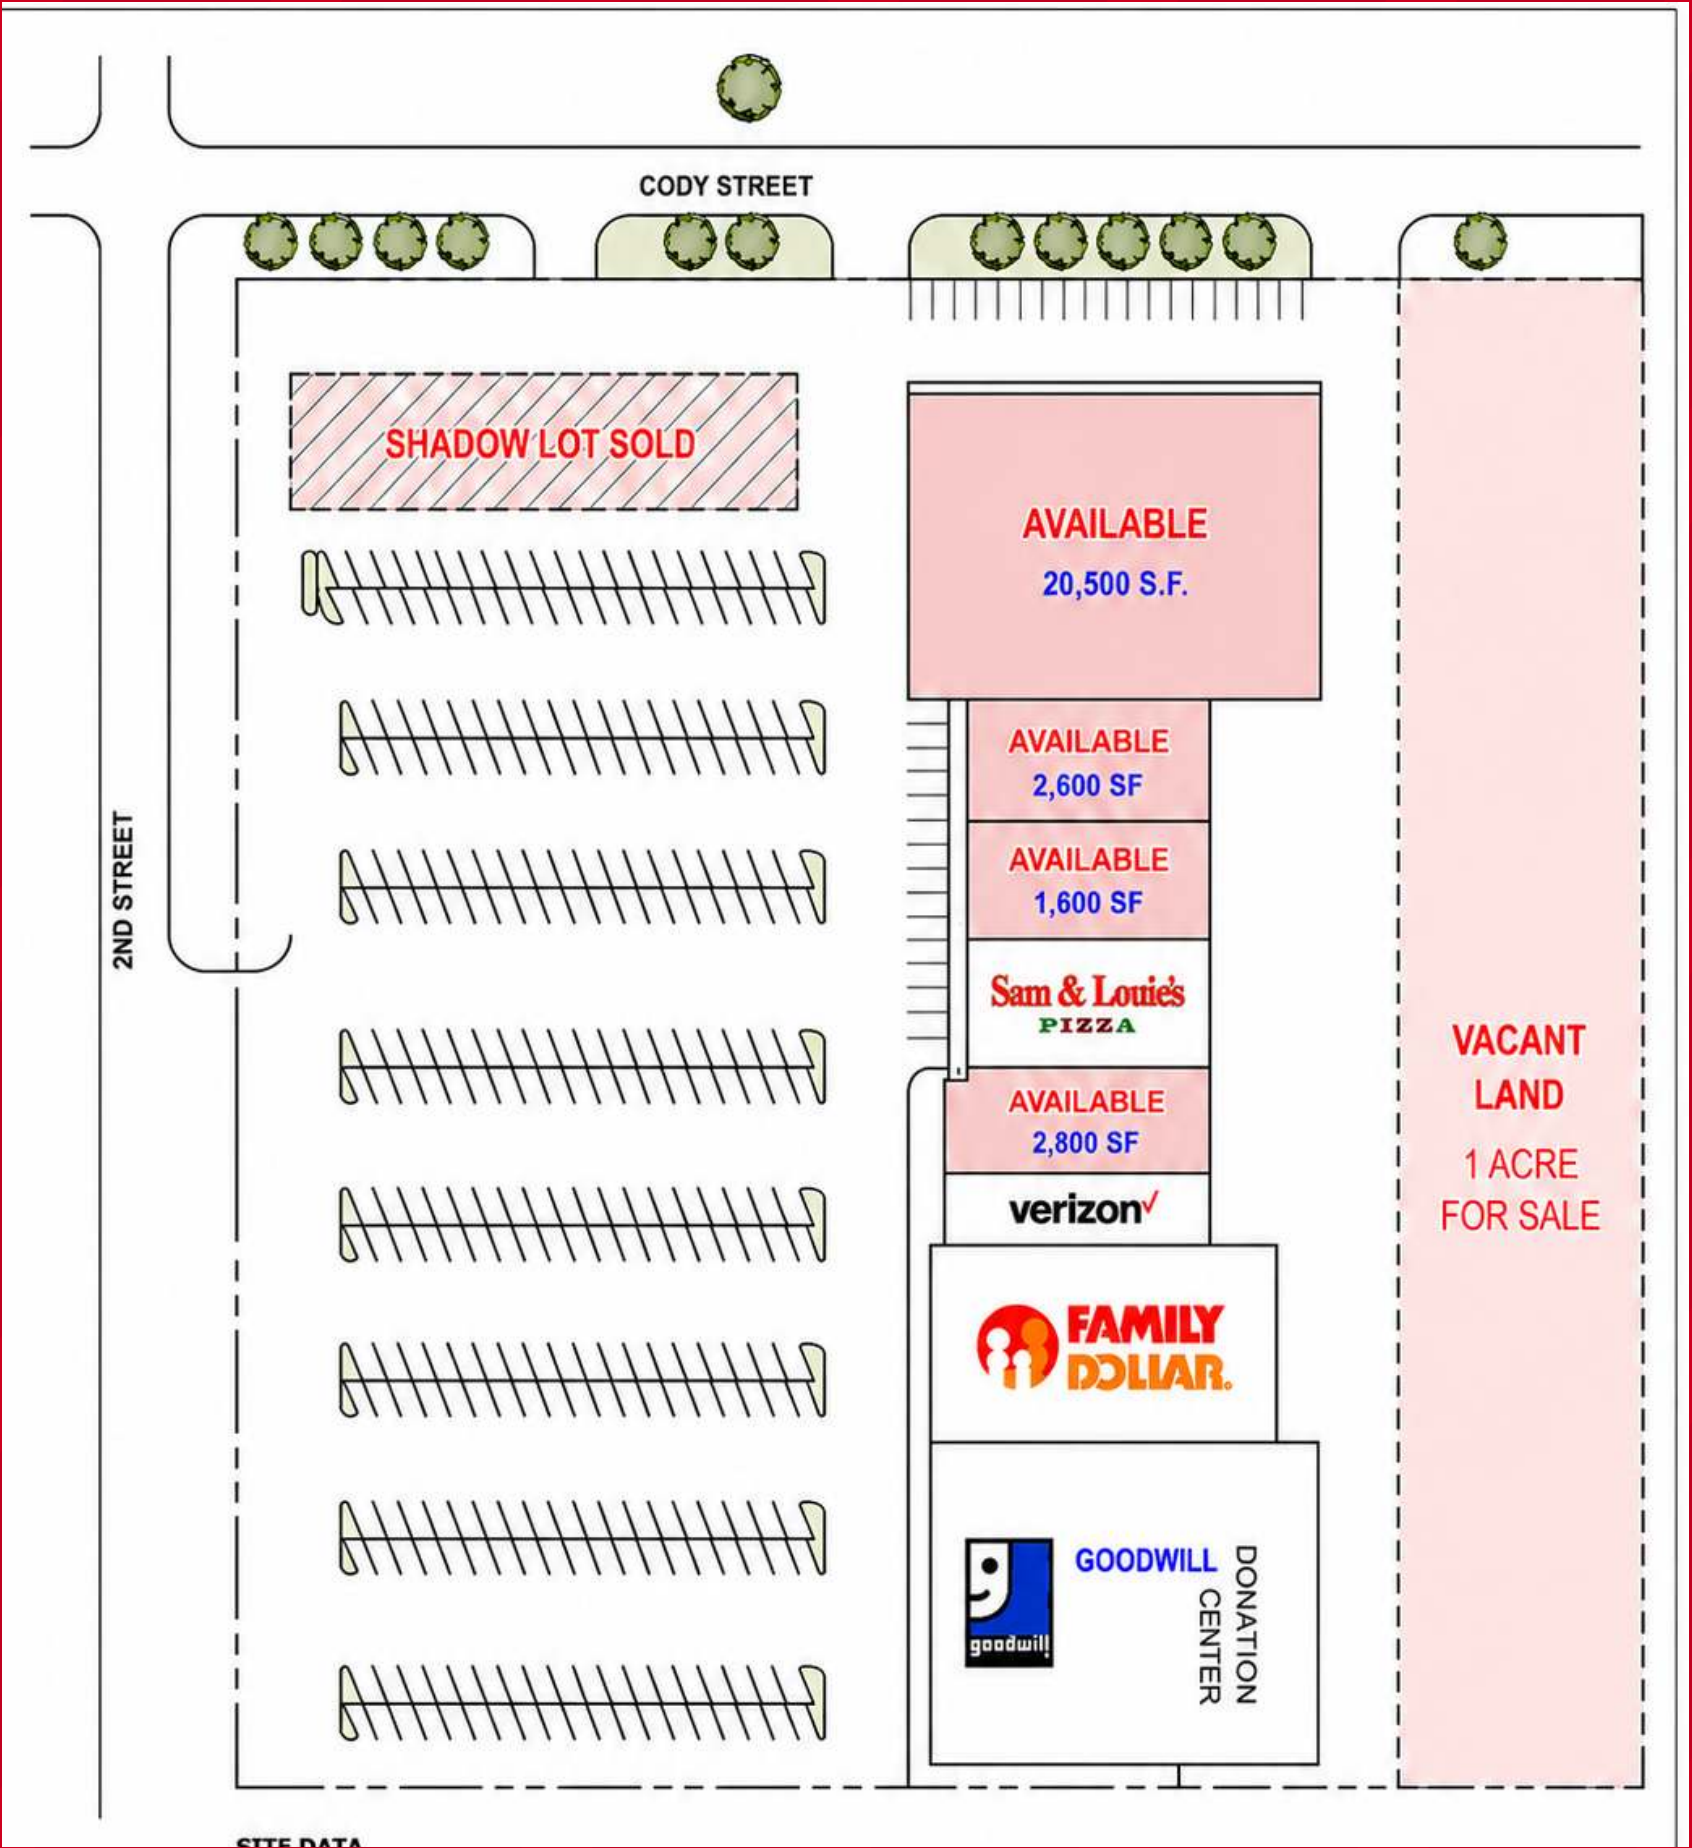 CODY STREET
SHADOW LOT SOLD
AVAILABLE
20,500 S.F.
AVAILABLE
2,600 SF
AVAILABLE
1,600 SF
2ND STREET
Sam & Louie's
PIZZA
VACANT
LAND
1 ACRE
FOR SALE
AVAILABLE
2,800 SF
verizon
FAMILY
DOLLAR.
GOODWILL
DONATION
CENTER
goodwill
SITE DATA